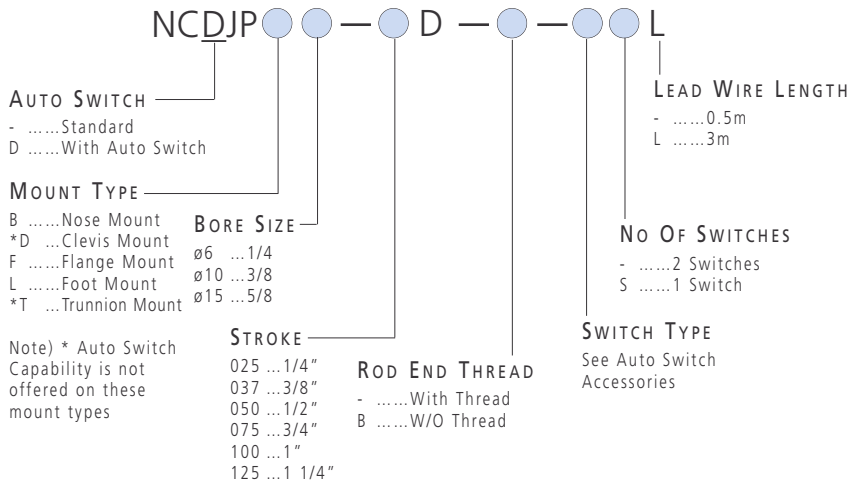 NCDJP — D — — L
AUTO SWITCH
- ......Standard
D ......With Auto Switch
MOUNT TYPE
B ......Nose Mount
*D ...Clevis Mount
F ......Flange Mount
L ......Foot Mount
*T ...Trunnion Mount
Note) * Auto Switch
Capability is not
offered on these
mount types
BORE SIZE
ø6 ...1/4
ø10 ...3/8
ø15 ...5/8
STROKE
025 ...1/4"
037 ...3/8"
050 ...1/2"
075 ...3/4"
100 ...1"
125 ...1 1/4"
ROD END THREAD
- ......With Thread
B ......W/O Thread
SWITCH TYPE
See Auto Switch
Accessories
NO OF SWITCHES
- ......2 Switches
S ......1 Switch
LEAD WIRE LENGTH
- ......0.5m
L ......3m